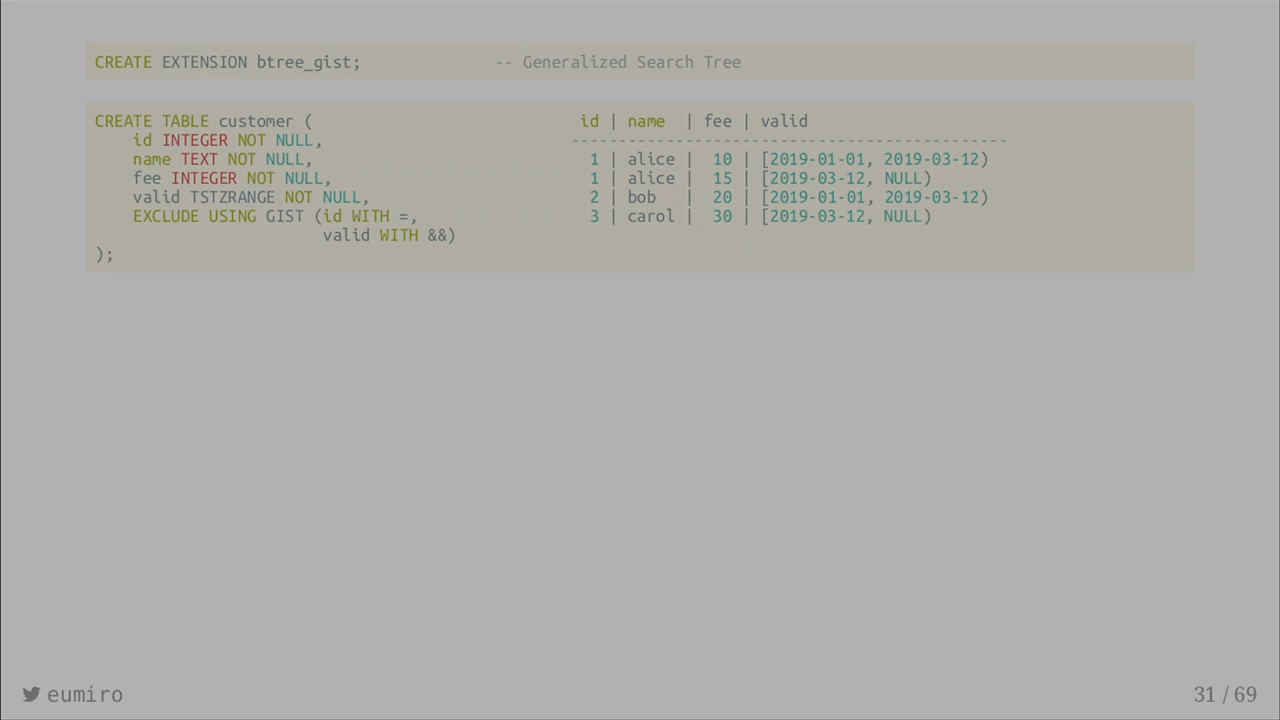 CREATE EXTENSION btree_gist;              -- Generalized Search Tree
CREATE TABLE customer (
    id INTEGER NOT NULL,
    name TEXT NOT NULL,
    fee INTEGER NOT NULL,
    valid TSTZRANGE NOT NULL,
    EXCLUDE USING GIST (id WITH =,
                        valid WITH &&)
);
id | name  | fee | valid
----------------------------------------------
 1 | alice |  10 | [2019-01-01, 2019-03-12)
 1 | alice |  15 | [2019-03-12, NULL)
 2 | bob   |  20 | [2019-01-01, 2019-03-12)
 3 | carol |  30 | [2019-03-12, NULL)
eumiro
31 / 69